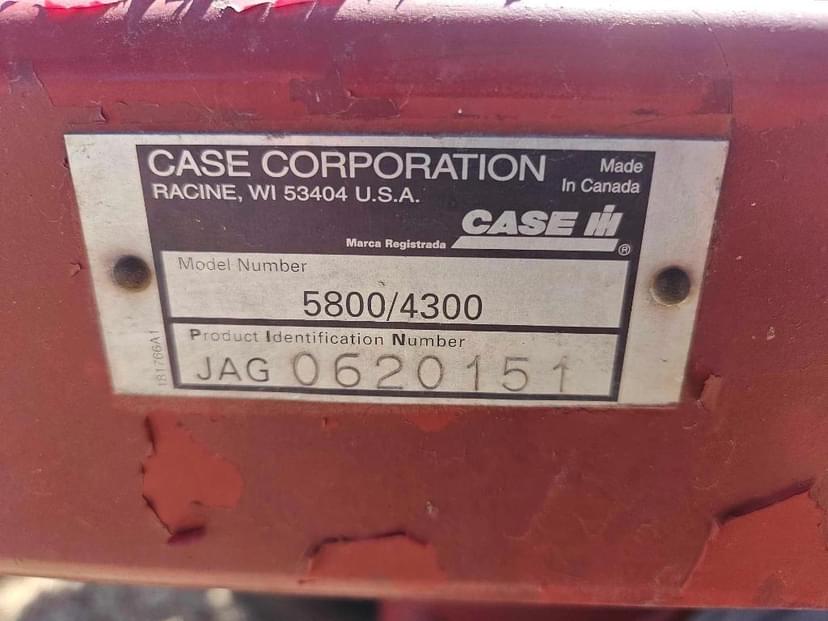 CASE CORPORATION
Made
In Canada
RACINE, WI 53404 U.S.A.
CASE IH
Marca Registrada ®
Model Number
5800/4300
Product Identification Number
JAG 0620151
181766A1